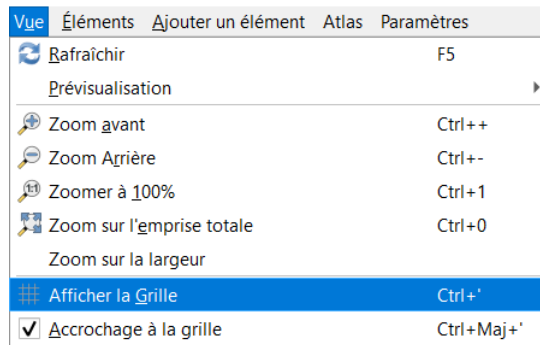 Vue Éléments Ajouter un élément Atlas Paramètres
Rafraîchir F5
Prévisualisation
Zoom avant Ctrl++
Zoom Arrière Ctrl+-
1:1 Zoomer à 100% Ctrl+1
Zoom sur l'emprise totale Ctrl+0
Zoom sur la largeur
Afficher la Grille Ctrl+'
Accrochage à la grille Ctrl+Maj+'